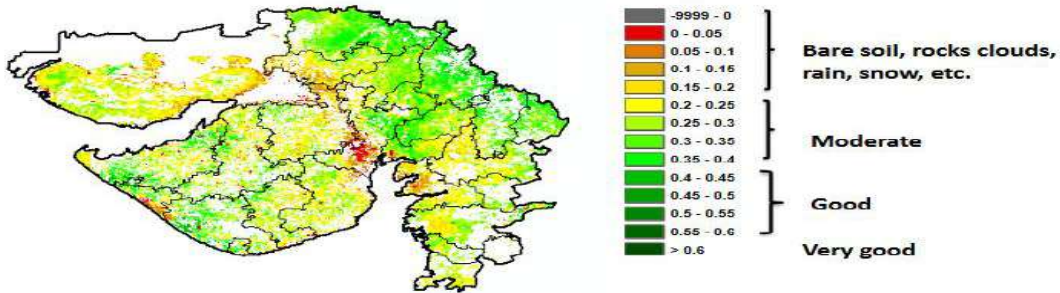 -9999 - 0
0 - 0.05
0.05 - 0.1
0.1 - 0.15
0.15 - 0.2
0.2 - 0.25
0.25 - 0.3
0.3 - 0.35
0.35 - 0.4
0.4 - 0.45
0.45 - 0.5
0.5 - 0.55
0.55 - 0.6
> 0.6
Bare soil, rocks clouds,
rain, snow, etc.
Moderate
Good
Very good